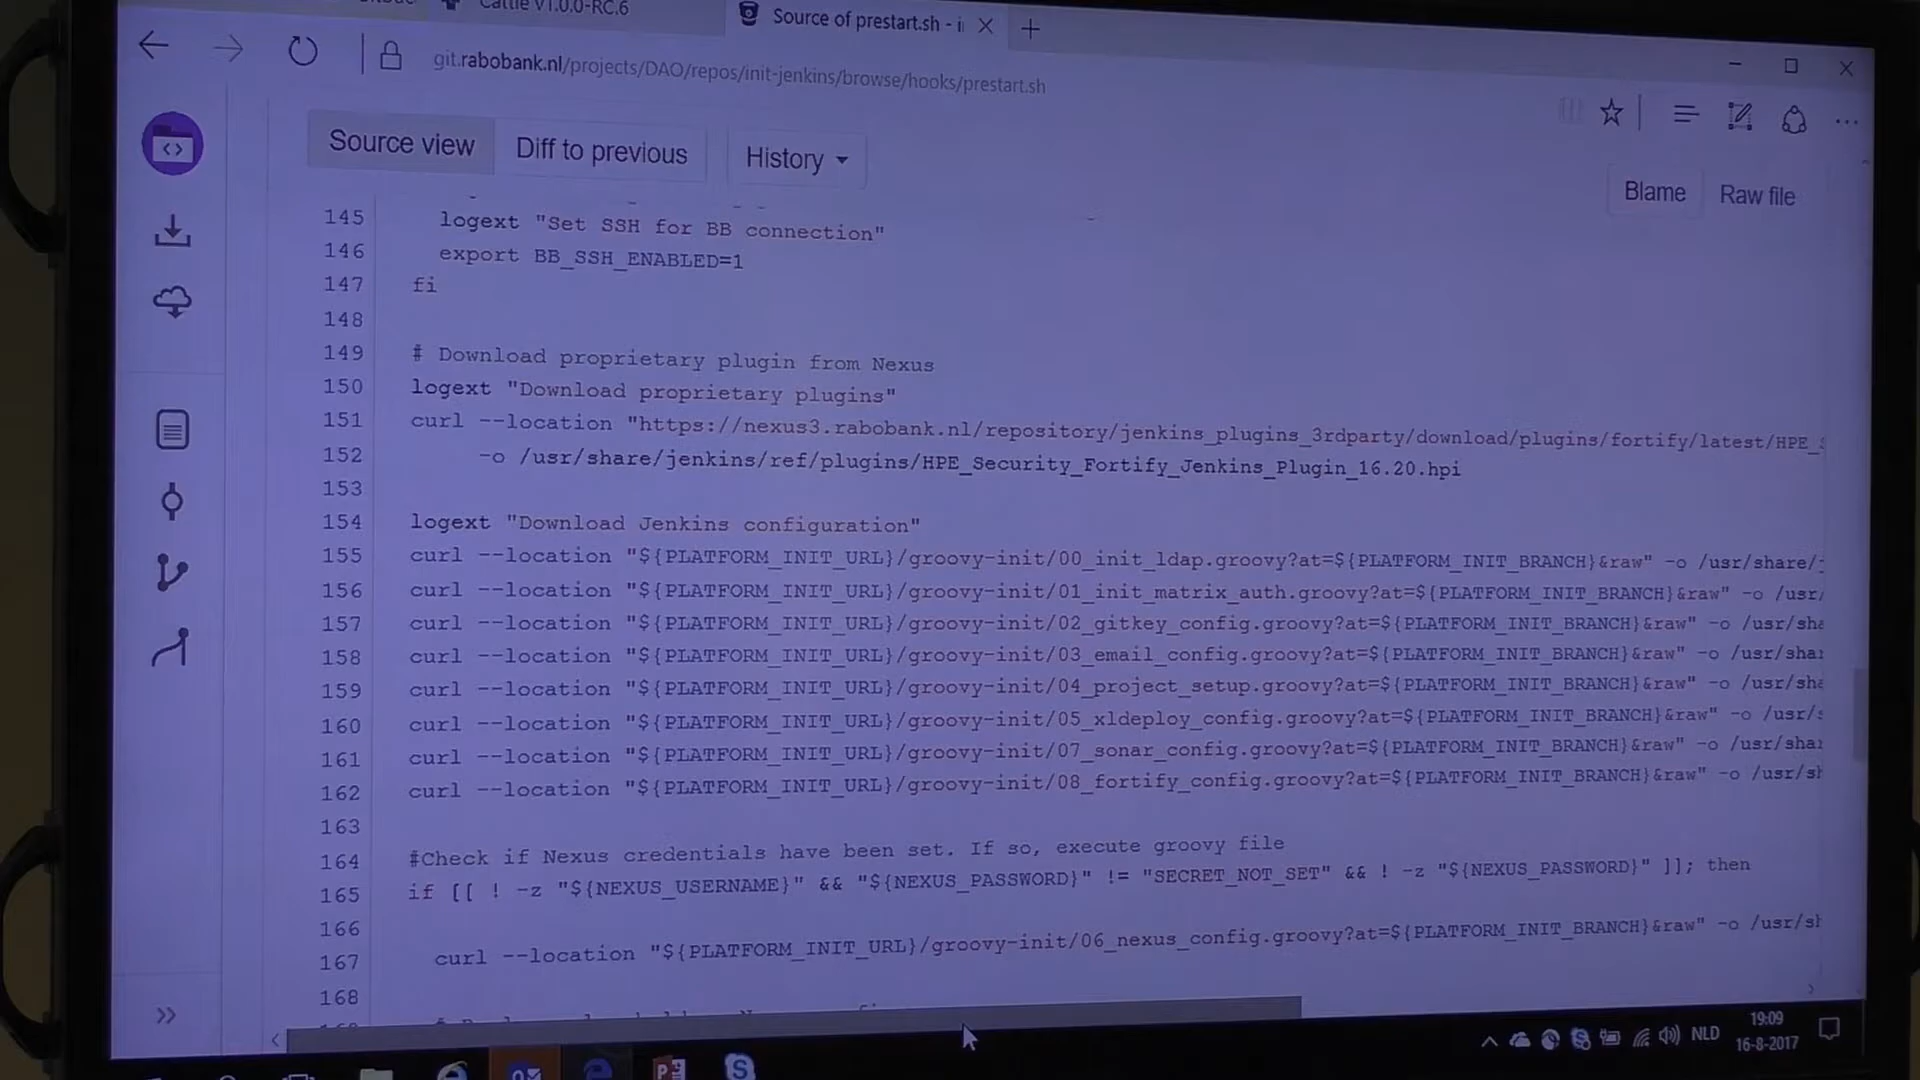 Cattle v1.0.0-RC.6
Source of prestart.sh - i
git.rabobank.nl/projects/DAO/repos/init-jenkins/browse/hooks/prestart.sh
Source view
Diff to previous
History
Blame
Raw file
145 logext "Set SSH for BB connection"
146 export BB_SSH_ENABLED=1
147 fi
148
149 # Download proprietary plugin from Nexus
150 logext "Download proprietary plugins"
151 curl --location "https://nexus3.rabobank.nl/repository/jenkins_plugins_3rdparty/download/plugins/fortify/latest/HPE_
152 -o /usr/share/jenkins/ref/plugins/HPE_Security_Fortify_Jenkins_Plugin_16.20.hpi
153
154 logext "Download Jenkins configuration"
155 curl --location "${PLATFORM_INIT_URL}/groovy-init/00_init_ldap.groovy?at=${PLATFORM_INIT_BRANCH}&raw" -o /usr/share/
156 curl --location "${PLATFORM_INIT_URL}/groovy-init/01_init_matrix_auth.groovy?at=${PLATFORM_INIT_BRANCH}&raw" -o /usr/
157 curl --location "${PLATFORM_INIT_URL}/groovy-init/02_gitkey_config.groovy?at=${PLATFORM_INIT_BRANCH}&raw" -o /usr/sha
158 curl --location "${PLATFORM_INIT_URL}/groovy-init/03_email_config.groovy?at=${PLATFORM_INIT_BRANCH}&raw" -o /usr/shar
159 curl --location "${PLATFORM_INIT_URL}/groovy-init/04_project_setup.groovy?at=${PLATFORM_INIT_BRANCH}&raw" -o /usr/sha
160 curl --location "${PLATFORM_INIT_URL}/groovy-init/05_xldeploy_config.groovy?at=${PLATFORM_INIT_BRANCH}&raw" -o /usr/s
161 curl --location "${PLATFORM_INIT_URL}/groovy-init/07_sonar_config.groovy?at=${PLATFORM_INIT_BRANCH}&raw" -o /usr/shar
162 curl --location "${PLATFORM_INIT_URL}/groovy-init/08_fortify_config.groovy?at=${PLATFORM_INIT_BRANCH}&raw" -o /usr/sh
163
164 #Check if Nexus credentials have been set. If so, execute groovy file
165 if [[ ! -z "${NEXUS_USERNAME}" && "${NEXUS_PASSWORD}" != "SECRET_NOT_SET" && ! -z "${NEXUS_PASSWORD}" ]]; then
166
167 curl --location "${PLATFORM_INIT_URL}/groovy-init/06_nexus_config.groovy?at=${PLATFORM_INIT_BRANCH}&raw" -o /usr/sh
168
NLD
19:09
16-8-2017